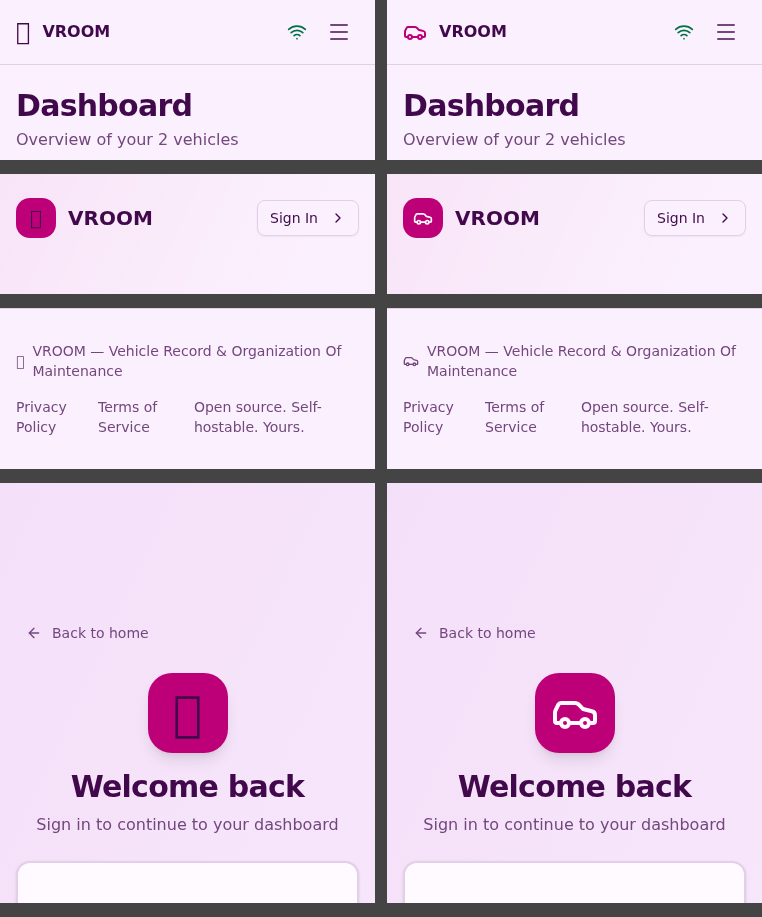 VROOM
Dashboard
Overview of your 2 vehicles
VROOM
Dashboard
Overview of your 2 vehicles
VROOM
Sign In
VROOM
Sign In
VROOM — Vehicle Record & Organization Of
Maintenance
Privacy
Policy
Terms of
Service
Open source. Self-
hostable. Yours.
VROOM — Vehicle Record & Organization Of
Maintenance
Privacy
Policy
Terms of
Service
Open source. Self-
hostable. Yours.
Back to home
Welcome back
Sign in to continue to your dashboard
Back to home
Welcome back
Sign in to continue to your dashboard